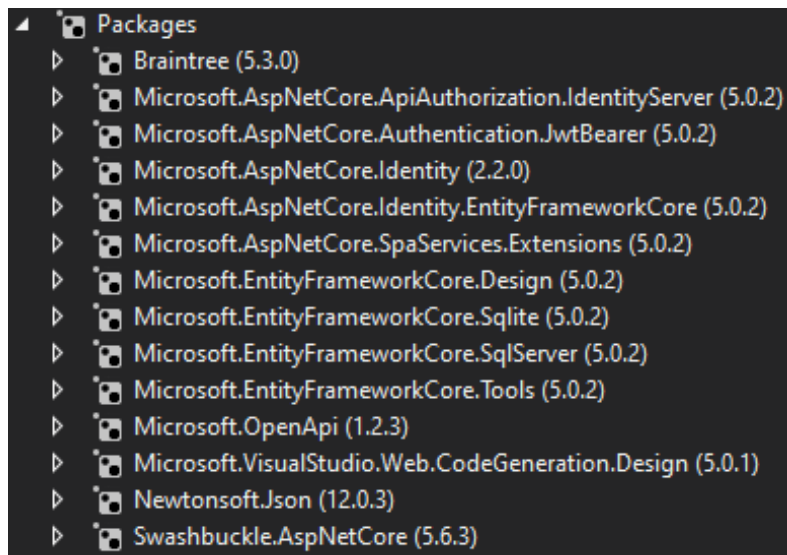 Packages
Braintree (5.3.0)
Microsoft.AspNetCore.ApiAuthorization.IdentityServer (5.0.2)
Microsoft.AspNetCore.Authentication.JwtBearer (5.0.2)
Microsoft.AspNetCore.Identity (2.2.0)
Microsoft.AspNetCore.Identity.EntityFrameworkCore (5.0.2)
Microsoft.AspNetCore.SpaServices.Extensions (5.0.2)
Microsoft.EntityFrameworkCore.Design (5.0.2)
Microsoft.EntityFrameworkCore.Sqlite (5.0.2)
Microsoft.EntityFrameworkCore.SqlServer (5.0.2)
Microsoft.EntityFrameworkCore.Tools (5.0.2)
Microsoft.OpenApi (1.2.3)
Microsoft.VisualStudio.Web.CodeGeneration.Design (5.0.1)
Newtonsoft.Json (12.0.3)
Swashbuckle.AspNetCore (5.6.3)